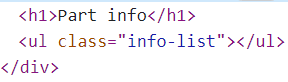 <h1>Part info</h1>
<ul class="info-list"></ul>
</div>